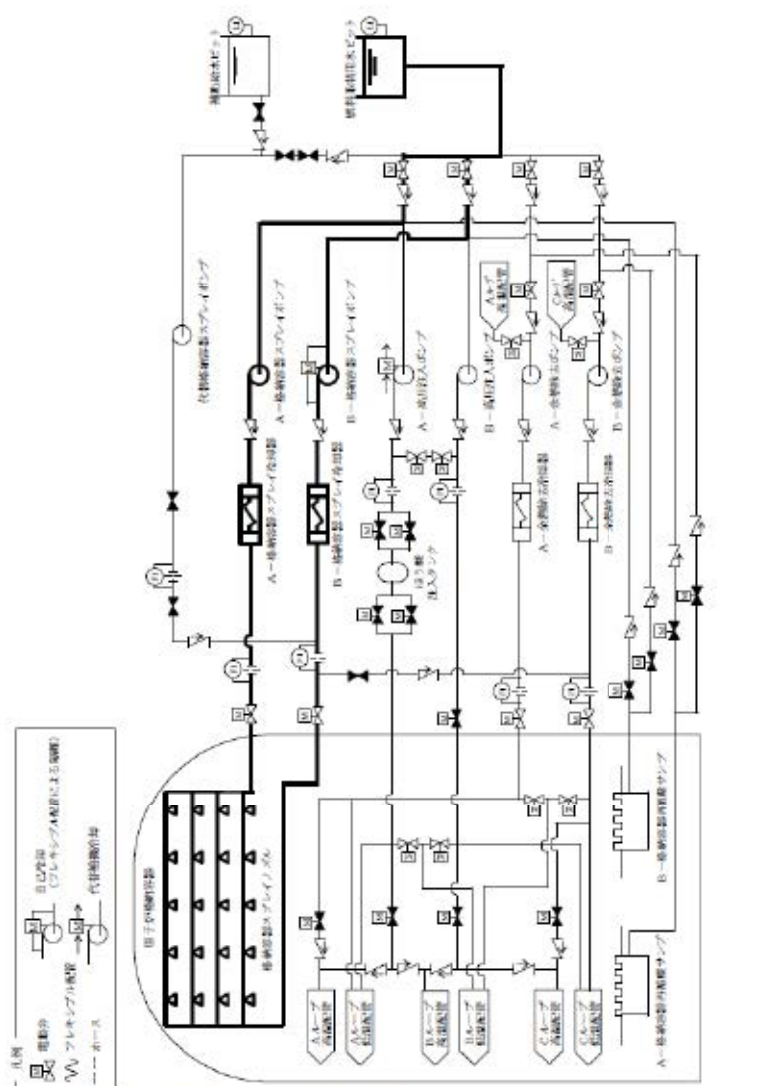 凡例
電動弁
フレキシブル配管
ホース
自己冷却
(フレキシブル配管による隔離)
代替補機冷却
原子炉格納容器
格納容器スプレイノズル
補助給水ピット
燃料取替用水ピット
代替格納容器スプレイポンプ
A-格納容器スプレイポンプ
B-格納容器スプレイポンプ
A-格納容器スプレイ冷却器
B-格納容器スプレイ冷却器
A-高圧注入ポンプ
B-高圧注入ポンプ
ほう酸
注入タンク
Aループ
高温配管
Cループ
高温配管
A-余熱除去ポンプ
B-余熱除去ポンプ
A-余熱除去冷却器
B-余熱除去冷却器
Aループ
高温配管
Aループ
低温配管
Bループ
高温配管
Bループ
低温配管
Cループ
高温配管
Cループ
低温配管
B-格納容器再循環サンプ
A-格納容器再循環サンプ